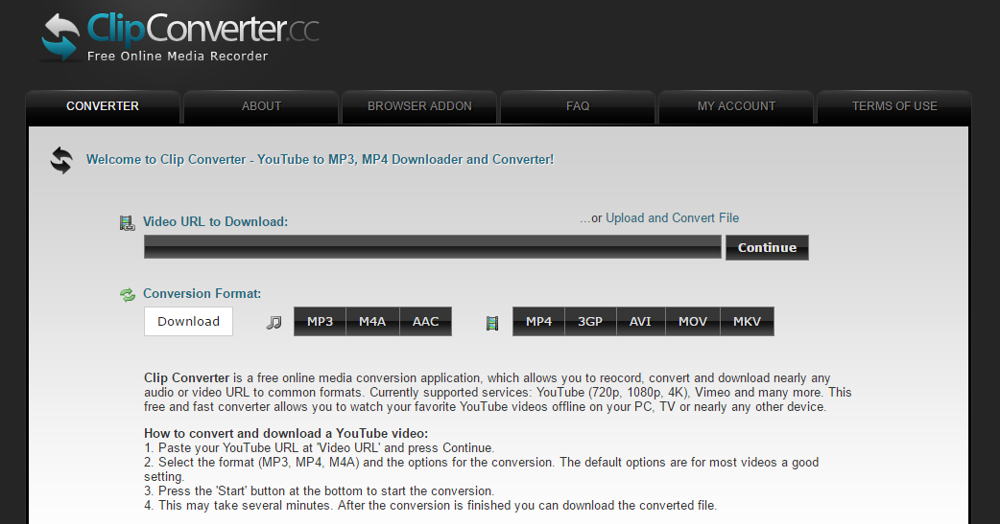 ClipConverter.cc
Free Online Media Recorder
CONVERTER ABOUT BROWSER ADDON FAQ MY ACCOUNT TERMS OF USE
Welcome to Clip Converter - YouTube to MP3, MP4 Downloader and Converter!
Video URL to Download: ...or Upload and Convert File
Continue
Conversion Format:
Download MP3 M4A AAC MP4 3GP AVI MOV MKV
Clip Converter is a free online media conversion application, which allows you to reocord, convert and download nearly any
audio or video URL to common formats. Currently supported services: YouTube (720p, 1080p, 4K), Vimeo and many more. This
free and fast converter allows you to watch your favorite YouTube videos offline on your PC, TV or nearly any other device.
How to convert and download a YouTube video:
1. Paste your YouTube URL at 'Video URL' and press Continue.
2. Select the format (MP3, MP4, M4A) and the options for the conversion. The default options are for most videos a good
setting.
3. Press the 'Start' button at the bottom to start the conversion.
4. This may take several minutes. After the conversion is finished you can download the converted file.